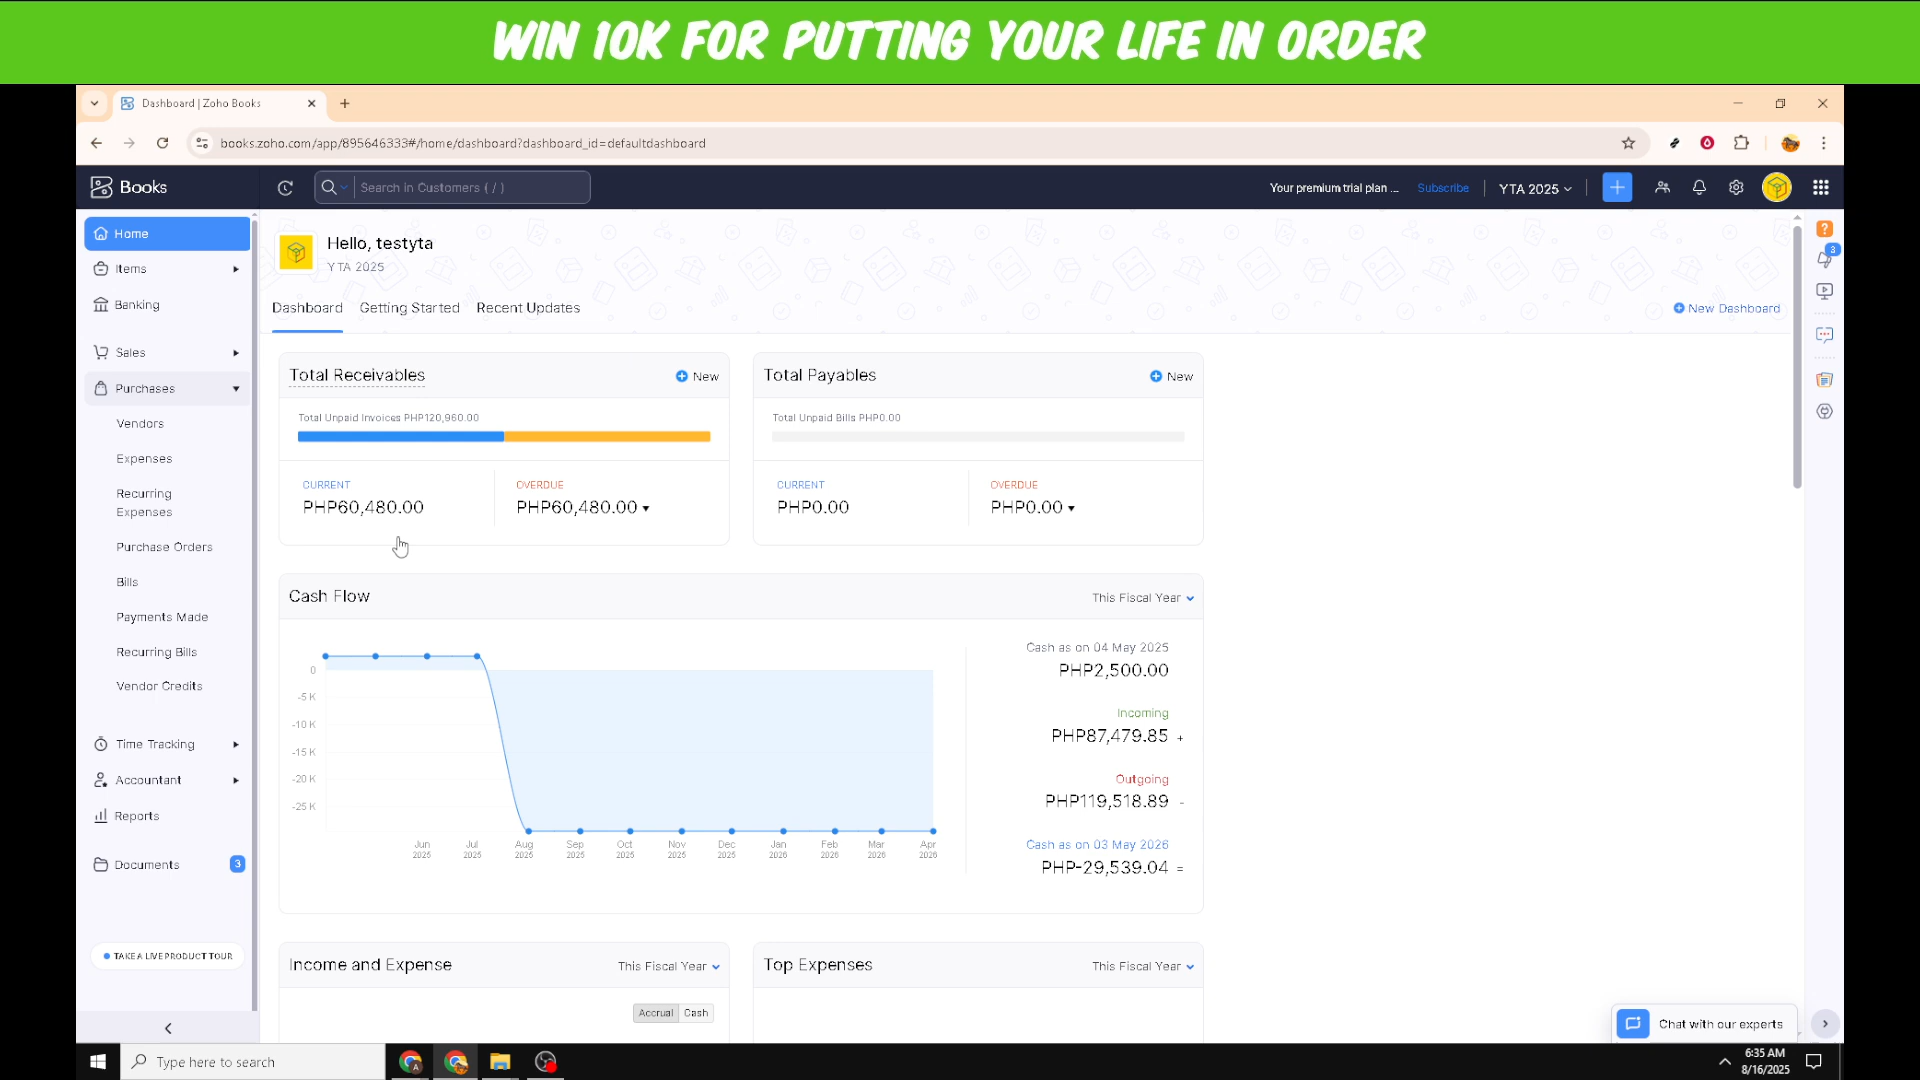 WIN 10K FOR PUTTING YOUR LIFE IN ORDER
Dashboard | Zoho Books
books.zoho.com/app/895646333#/home/dashboard?dashboard_id=defaultdashboard
Books
Search in Customers ( / )
Your premium trial plan ...
Subscribe
YTA 2025
Home
Items
Banking
Sales
Purchases
Vendors
Expenses
Recurring
Expenses
Purchase Orders
Bills
Payments Made
Recurring Bills
Vendor Credits
Time Tracking
Accountant
Reports
Documents
3
TAKE A LIVE PRODUCT TOUR
Hello, testyta
YTA 2025
Dashboard
Getting Started
Recent Updates
New Dashboard
Total Receivables
New
Total Unpaid Invoices PHP120,960.00
CURRENT
PHP60,480.00
OVERDUE
PHP60,480.00
Total Payables
New
Total Unpaid Bills PHP0.00
CURRENT
PHP0.00
OVERDUE
PHP0.00
Cash Flow
This Fiscal Year
0
-5 K
-10 K
-15 K
-20 K
-25 K
Jun 2025
Jul 2025
Aug 2025
Sep 2025
Oct 2025
Nov 2025
Dec 2025
Jan 2026
Feb 2026
Mar 2026
Apr 2026
Cash as on 04 May 2025
PHP2,500.00
Incoming
PHP87,479.85 +
Outgoing
PHP119,518.89 -
Cash as on 03 May 2026
PHP-29,539.04 =
Income and Expense
This Fiscal Year
Accrual
Cash
Top Expenses
This Fiscal Year
?
3
Chat with our experts
Type here to search
A
6:35 AM
8/16/2025